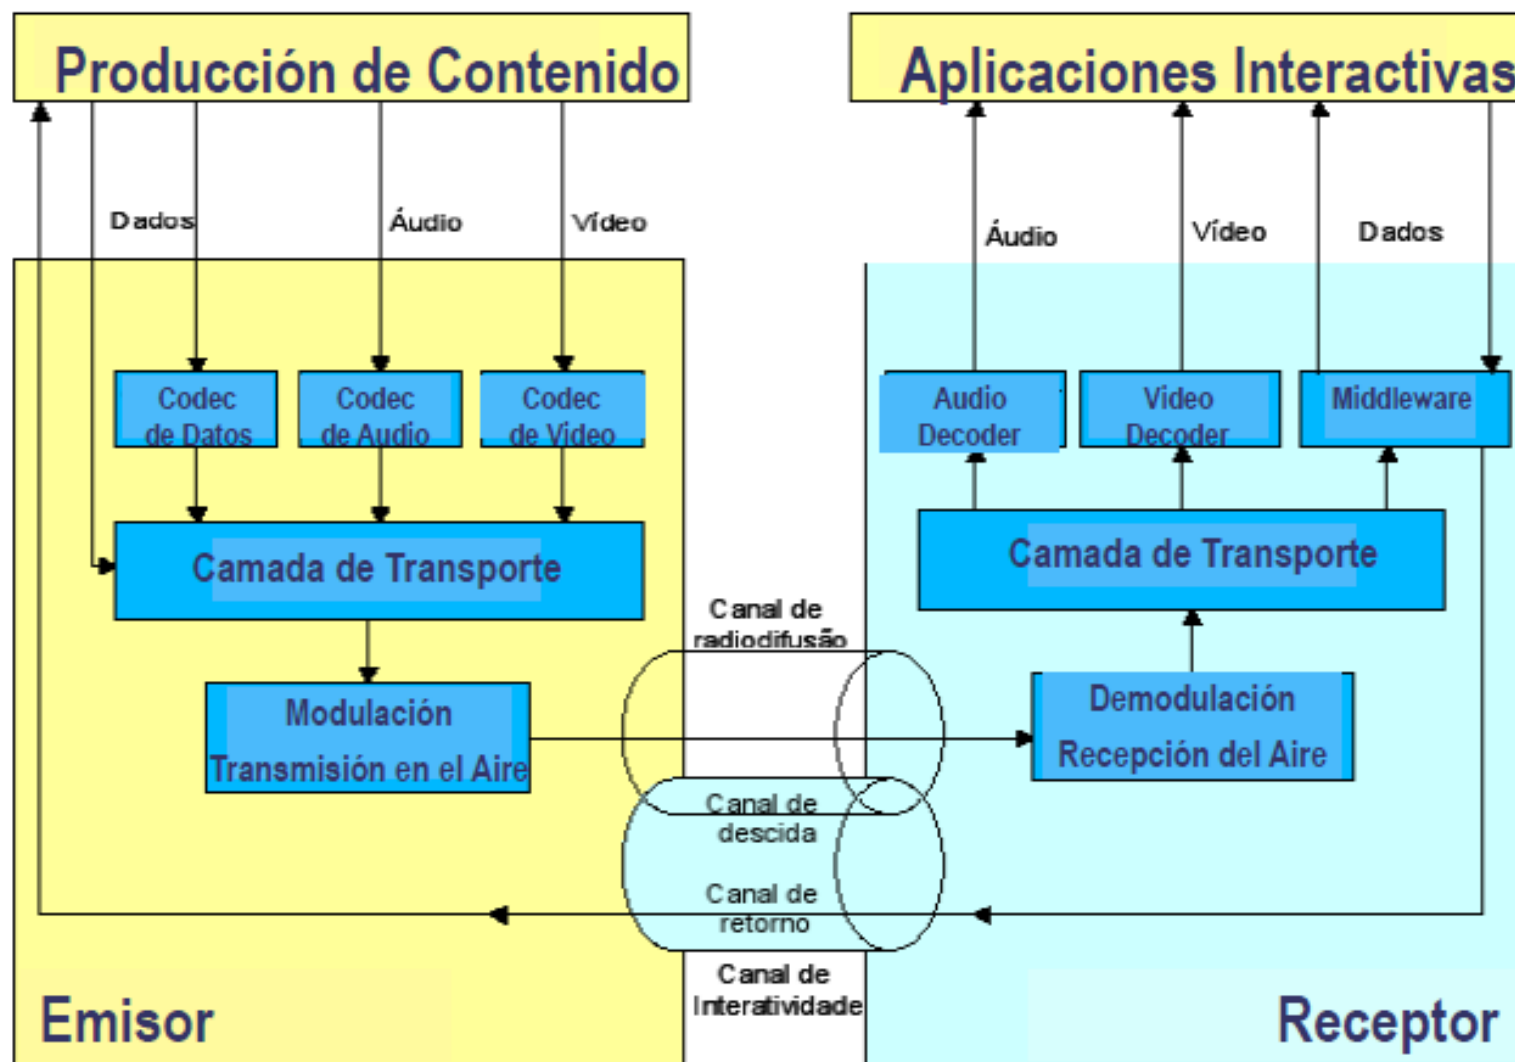 Producción de Contenido
Aplicaciones Interactivas
Dados
Áudio
Vídeo
Áudio
Vídeo
Dados
Codec
de Datos
Codec
de Audio
Codec
de Video
Audio
Decoder
Video
Decoder
Middleware
Camada de Transporte
Camada de Transporte
Canal de
radiodifusão
Modulación
Transmisión en el Aire
Demodulación
Recepción del Aire
Canal de
descida
Canal de
retorno
Canal de
Interatividade
Emisor
Receptor